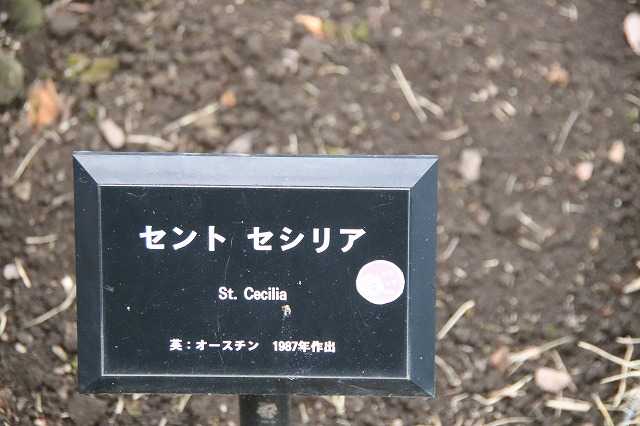 セント セシリア
St. Cecilia
英：オースチン 1987年作出